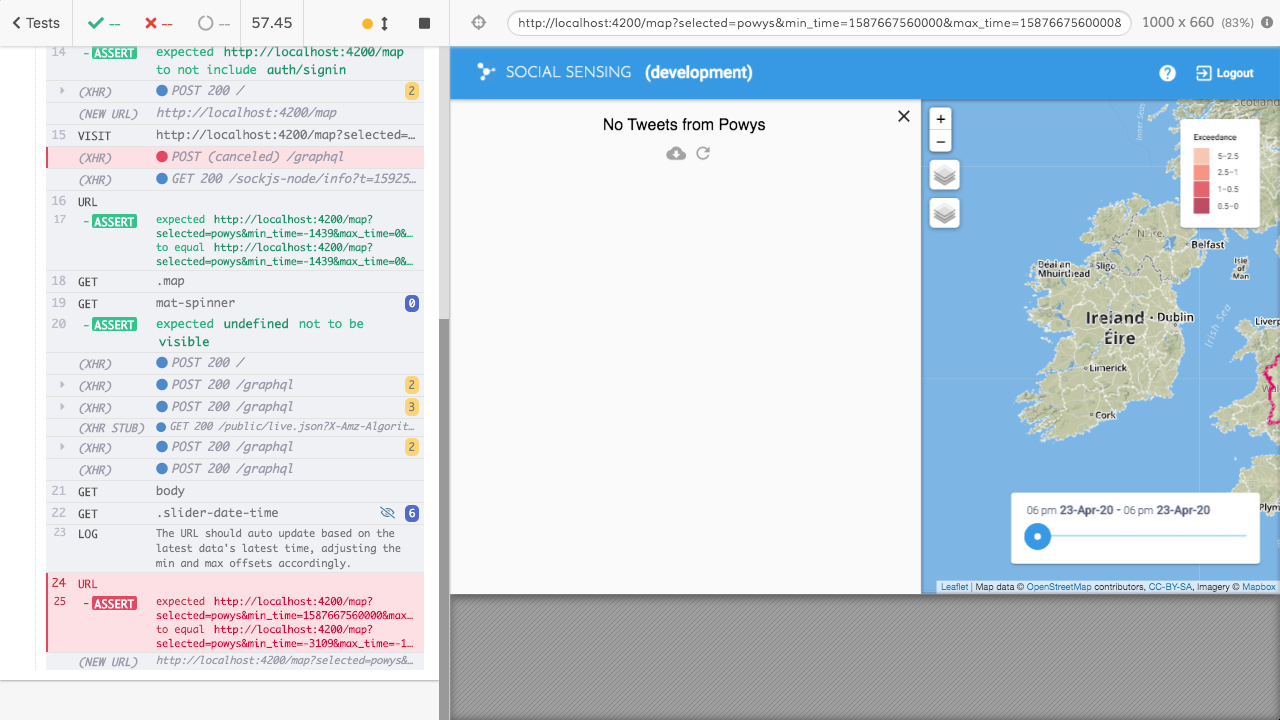 Tests
--
--
--
57.45
http://localhost:4200/map?selected=powys&min_time=1587667560000&max_time=1587667560000&
1000 x 660 (83%)
14 -ASSERT expected http://localhost:4200/map
to not include auth/signin
(XHR) POST 200 / 2
(NEW URL) http://localhost:4200/map
15 VISIT http://localhost:4200/map?selected=…
(XHR) POST (canceled) /graphql
(XHR) GET 200 /sockjs-node/info?t=15925…
16 URL
17 -ASSERT expected http://localhost:4200/map?
selected=powys&min_time=-1439&max_time=0&…
to equal http://localhost:4200/map?
selected=powys&min_time=-1439&max_time=0&…
18 GET .map
19 GET mat-spinner 0
20 -ASSERT expected undefined not to be
visible
(XHR) POST 200 /
(XHR) POST 200 /graphql 2
(XHR) POST 200 /graphql 3
(XHR STUB) GET 200 /public/live.json?X-Amz-Algorit…
(XHR) POST 200 /graphql 2
(XHR) POST 200 /graphql
21 GET body
22 GET .slider-date-time 6
23 LOG The URL should auto update based on the
latest data's latest time, adjusting the
min and max offsets accordingly.
24 URL
25 -ASSERT expected http://localhost:4200/map?
selected=powys&min_time=1587667560000&max…
to equal http://localhost:4200/map?
selected=powys&min_time=-3109&max_time=-1…
(NEW URL) http://localhost:4200/map?selected=powys&…
SOCIAL SENSING (development)
Logout
No Tweets from Powys
+
−
Exceedance
5-2.5
2.5-1
1-0.5
0.5-0
Inner Seas
Belfast
Sligo
Isle
of
Man
Ireland
Éire
Dublin
Irish Sea
Limerick
Cork
06 pm 23-Apr-20 - 06 pm 23-Apr-20
Leaflet | Map data © OpenStreetMap contributors, CC-BY-SA, Imagery © Mapbox